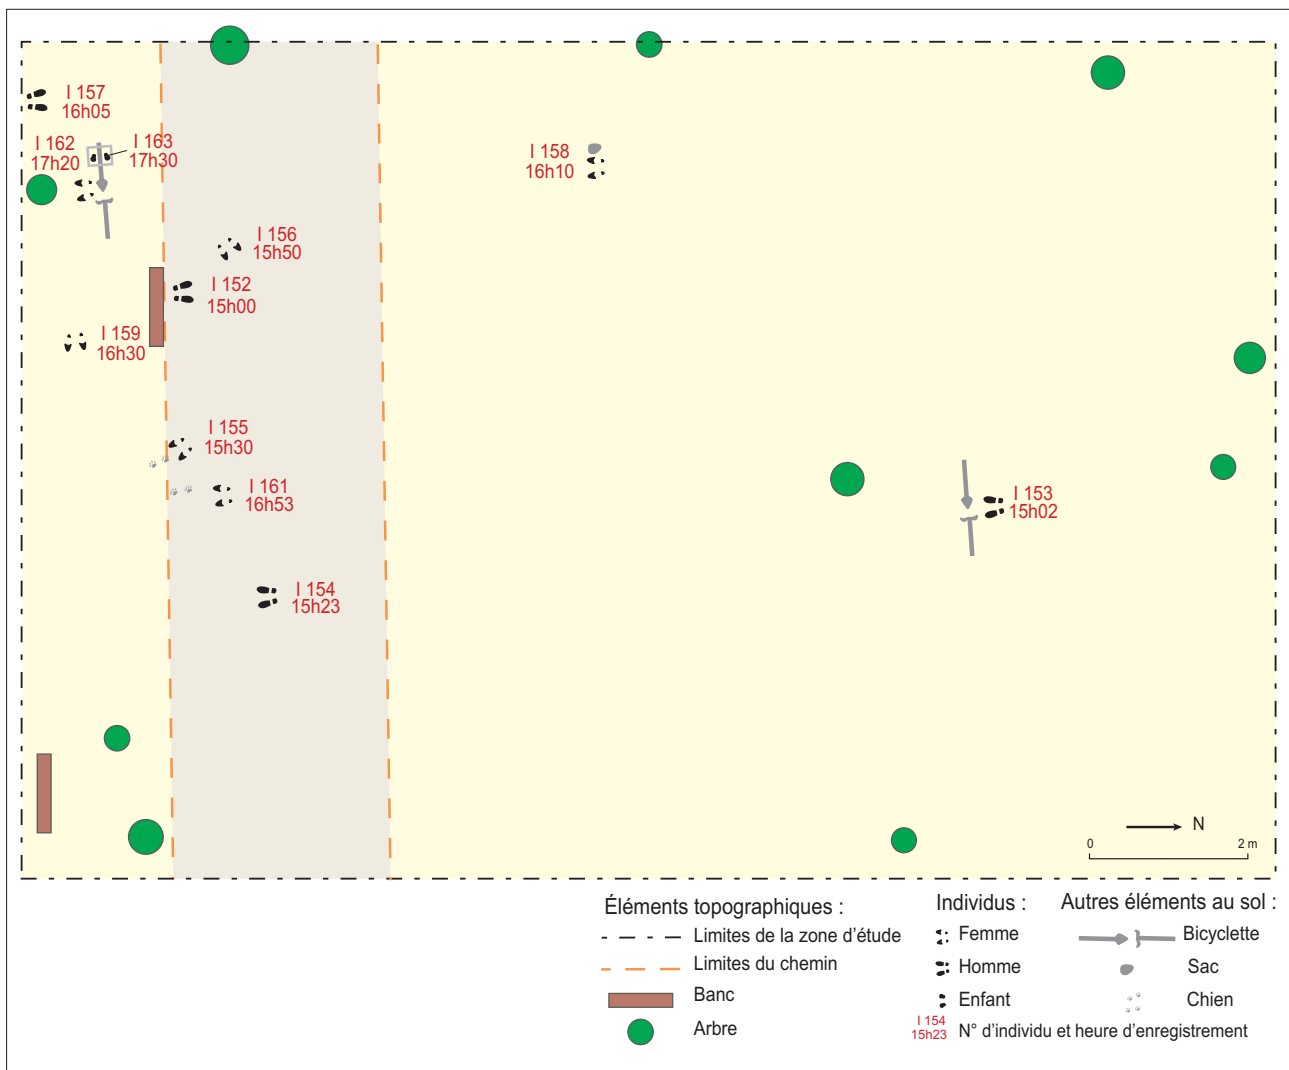 I 157
16h05
I 162
17h20
I 163
17h30
I 158
16h10
I 156
15h50
I 152
15h00
I 159
16h30
I 155
15h30
I 161
16h53
I 153
15h02
I 154
15h23
N
0 2 m
Éléments topographiques :
Limites de la zone d'étude
Limites du chemin
Banc
Arbre
Individus :
Femme
Homme
Enfant
I 154
15h23
N° d'individu et heure d'enregistrement
Autres éléments au sol :
Bicyclette
Sac
Chien